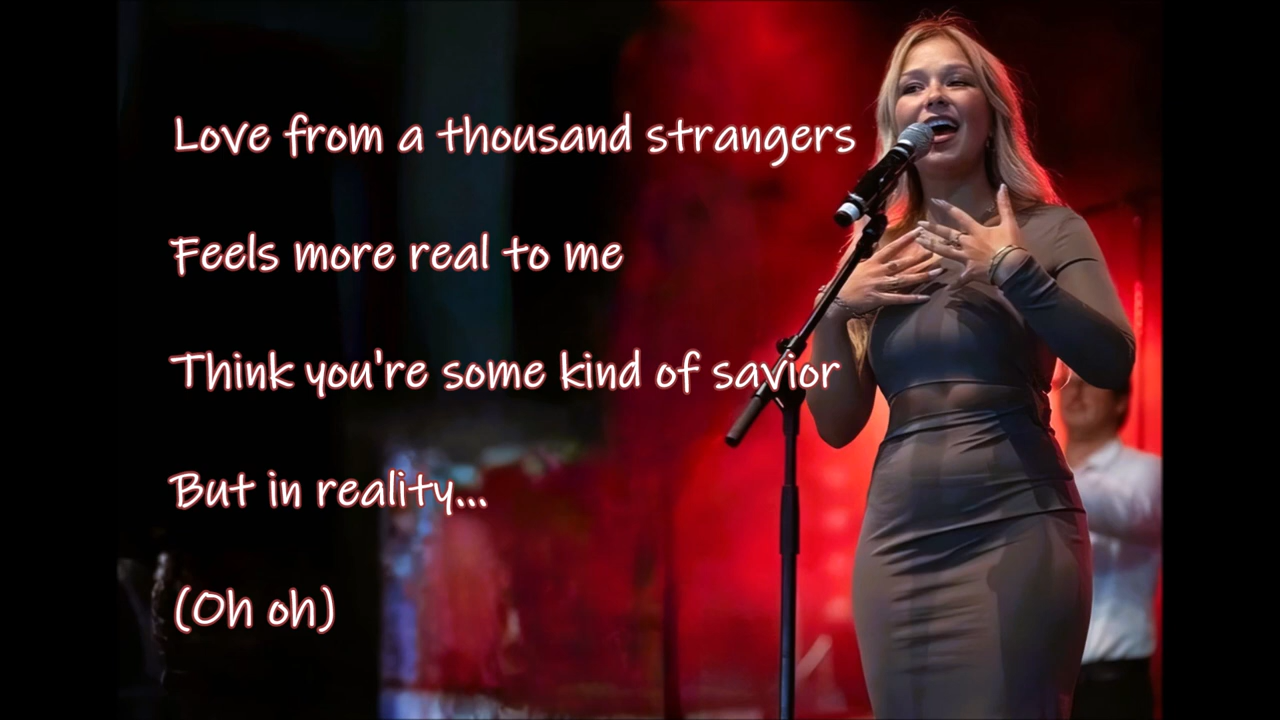 Love from a thousand strangers
Feels more real to me
Think you're some kind of savior
But in reality...
(Oh oh)